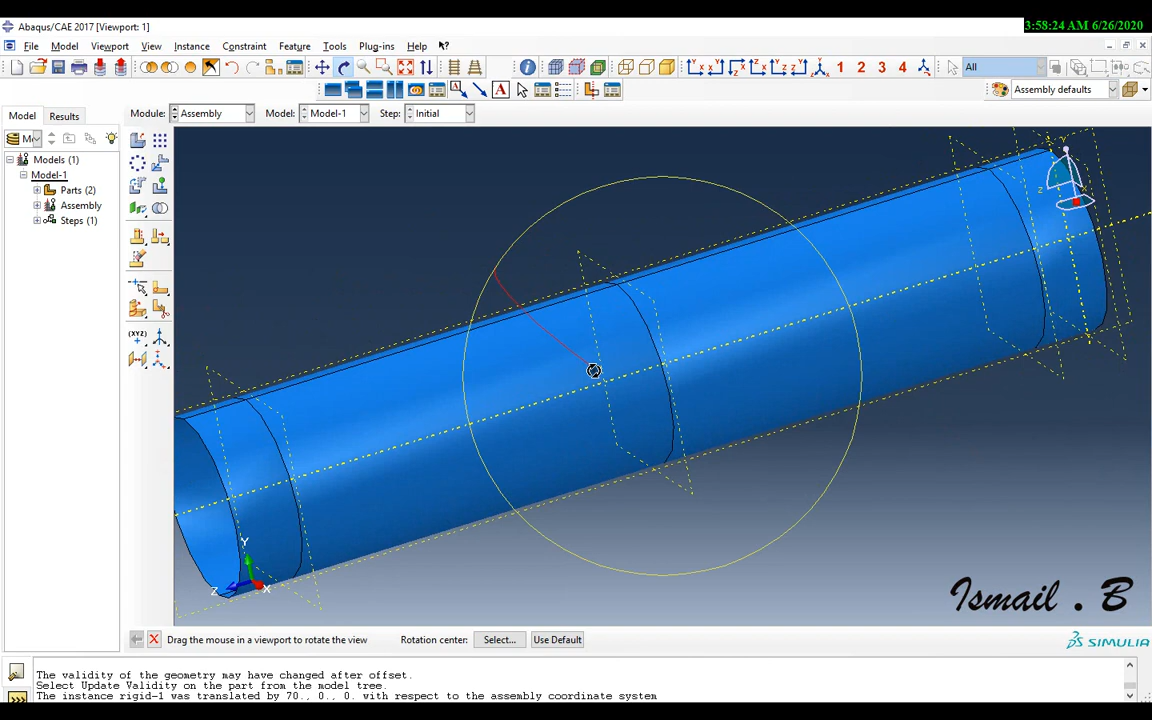 3:58:24 AM 6/26/2020
Abaqus/CAE 2017 [Viewport: 1]
File Model Viewport View Instance Constraint Feature Tools Plug-ins Help
All
1 2 3 4
A
Assembly defaults
Model Results
Module: Assembly Model: Model-1 Step: Initial
Models (1)
Model-1
Parts (2)
Assembly
Steps (1)
(XYZ)
Y
Z X
Ismail . B
Drag the mouse in a viewport to rotate the view Rotation center: Select... Use Default
SIMULIA
The validity of the geometry may have changed after offset.
Select Update Validity on the part from the model tree.
The instance rigid-1 was translated by 70., 0., 0. with respect to the assembly coordinate system